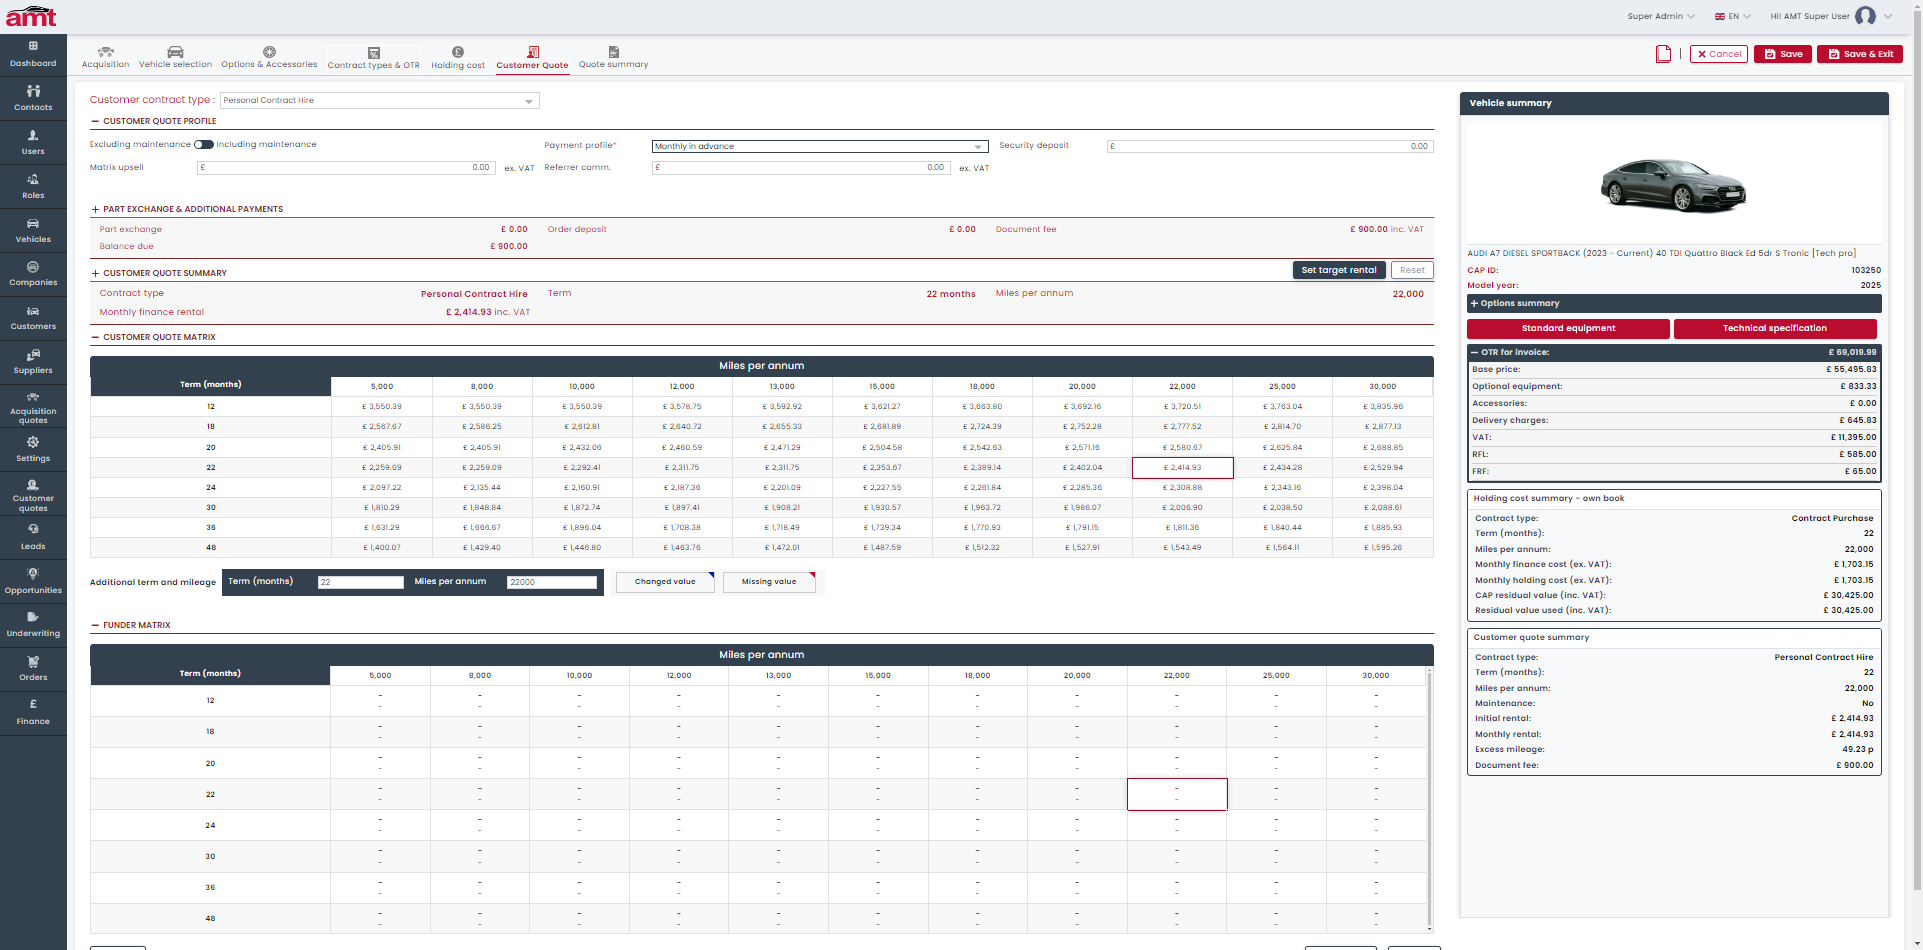 amt
Super Admin EN Hi! AMT Super User
Dashboard
Contacts
Users
Roles
Vehicles
Companies
Customers
Suppliers
Acquisition
quotes
Settings
Customer
quotes
Leads
Opportunities
Underwriting
Orders
£
Finance
Acquisition Vehicle selection Options & Accessories Contract types & OTR Holding cost Customer Quote Quote summary
Cancel Save Save & Exit
Customer contract type : Personal Contract Hire
CUSTOMER QUOTE PROFILE
Excluding maintenance Including maintenance Payment profile* Monthly in advance Security deposit £ 0.00
Matrix upsell £ 0.00 ex. VAT Referrer comm. £ 0.00 ex. VAT
+ PART EXCHANGE & ADDITIONAL PAYMENTS
Part exchange £ 0.00 Order deposit £ 0.00 Document fee £ 900.00 inc. VAT
Balance due £ 900.00
+ CUSTOMER QUOTE SUMMARY Set target rental Reset
Contract type Personal Contract Hire Term 22 months Miles per annum 22,000
Monthly finance rental £ 2,414.93 inc. VAT
CUSTOMER QUOTE MATRIX
Miles per annum
Term (months) 5,000 8,000 10,000 12,000 13,000 15,000 18,000 20,000 22,000 25,000 30,000
12 £ 3,550.39 £ 3,550.39 £ 3,550.39 £ 3,578.75 £ 3,592.92 £ 3,621.27 £ 3,663.80 £ 3,692.16 £ 3,720.51 £ 3,763.04 £ 3,835.96
18 £ 2,567.67 £ 2,586.25 £ 2,612.81 £ 2,640.72 £ 2,655.33 £ 2,681.89 £ 2,724.39 £ 2,752.28 £ 2,777.52 £ 2,814.70 £ 2,877.13
20 £ 2,405.91 £ 2,405.91 £ 2,432.06 £ 2,460.59 £ 2,471.29 £ 2,504.58 £ 2,542.63 £ 2,571.16 £ 2,580.67 £ 2,625.84 £ 2,688.85
22 £ 2,259.09 £ 2,259.09 £ 2,292.41 £ 2,311.75 £ 2,311.75 £ 2,353.67 £ 2,389.14 £ 2,402.04 £ 2,414.93 £ 2,434.28 £ 2,529.94
24 £ 2,097.22 £ 2,135.44 £ 2,160.91 £ 2,187.36 £ 2,201.09 £ 2,227.55 £ 2,261.84 £ 2,285.36 £ 2,308.88 £ 2,343.16 £ 2,398.04
30 £ 1,810.29 £ 1,848.84 £ 1,872.74 £ 1,897.41 £ 1,908.21 £ 1,930.57 £ 1,963.72 £ 1,986.07 £ 2,006.90 £ 2,038.50 £ 2,088.61
36 £ 1,631.29 £ 1,666.67 £ 1,896.04 £ 1,708.38 £ 1,718.49 £ 1,739.34 £ 1,770.93 £ 1,791.15 £ 1,811.36 £ 1,840.44 £ 1,885.93
48 £ 1,400.07 £ 1,429.40 £ 1,446.80 £ 1,463.76 £ 1,472.01 £ 1,487.59 £ 1,512.32 £ 1,527.91 £ 1,543.49 £ 1,564.11 £ 1,595.26
Additional term and mileage Term (months) 22 Miles per annum 22000 Changed value Missing value
FUNDER MATRIX
Miles per annum
Term (months) 5,000 8,000 10,000 12,000 13,000 15,000 18,000 20,000 22,000 25,000 30,000
12
18
20
22
24
30
36
48
Vehicle summary
AUDI A7 DIESEL SPORTBACK (2023 - Current) 40 TDI Quattro Black Ed 5dr S Tronic [Tech pro]
CAP ID: 103250
Model year: 2025
+ Options summary
Standard equipment Technical specification
OTR for invoice: £ 69,019.99
Base price: £ 55,495.83
Optional equipment: £ 833.33
Accessories: £ 0.00
Delivery charges: £ 645.83
VAT: £ 11,395.00
RFL: £ 585.00
FRF: £ 65.00
Holding cost summary - own book
Contract type: Contract Purchase
Term (months): 22
Miles per annum: 22,000
Monthly finance cost (ex. VAT): £ 1,703.15
Monthly holding cost (ex. VAT): £ 1,703.15
CAP residual value (inc. VAT): £ 30,425.00
Residual value used (inc. VAT): £ 30,425.00
Customer quote summary
Contract type: Personal Contract Hire
Term (months): 22
Miles per annum: 22,000
Maintenance: No
Initial rental: £ 2,414.93
Monthly rental: £ 2,414.93
Excess mileage: 49.23 p
Document fee: £ 900.00